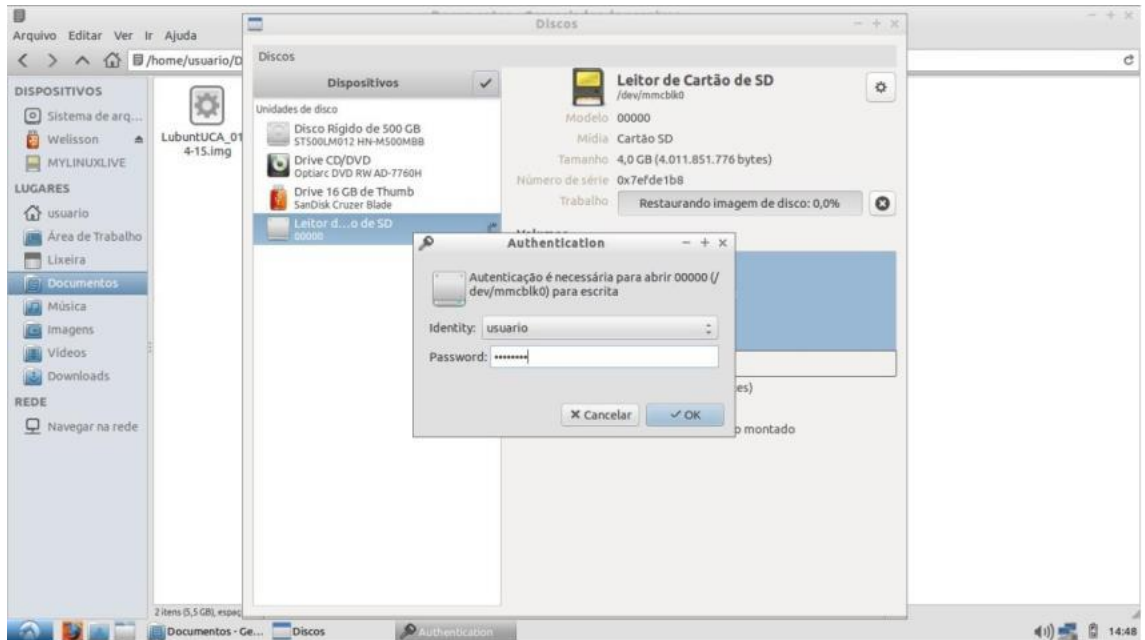 Discos
Arquivo Editar Ver Ir Ajuda
/home/usuario/D
DISPOSITIVOS
Sistema de arq...
Welisson
MYLINUXLIVE
LUGARES
usuario
Área de Trabalho
Lixeira
Documentos
Música
Imagens
Vídeos
Downloads
REDE
Navegar na rede
LubuntUCA_01
4-15.img
2 itens (5,5 GB), espaç
Discos
Dispositivos
Unidades de disco
Disco Rígido de 500 GB
ST500LM012 HN-M500MBB
Drive CD/DVD
Optiarc DVD RW AD-7760H
Drive 16 GB de Thumb
SanDisk Cruzer Blade
Leitor d...o de SD
00000
Leitor de Cartão de SD
/dev/mmcblk0
Modelo 00000
Mídia Cartão SD
Tamanho 4,0 GB (4.011.851.776 bytes)
Número de série 0x7efde1b8
Trabalho Restaurando imagem de disco: 0,0%
Authentication
Autenticação é necessária para abrir 00000 (/
dev/mmcblk0) para escrita
Identity: usuario
Password: ••••••••
Cancelar OK
es)
o montado
Documentos - Ge... Discos Authentication 14:48